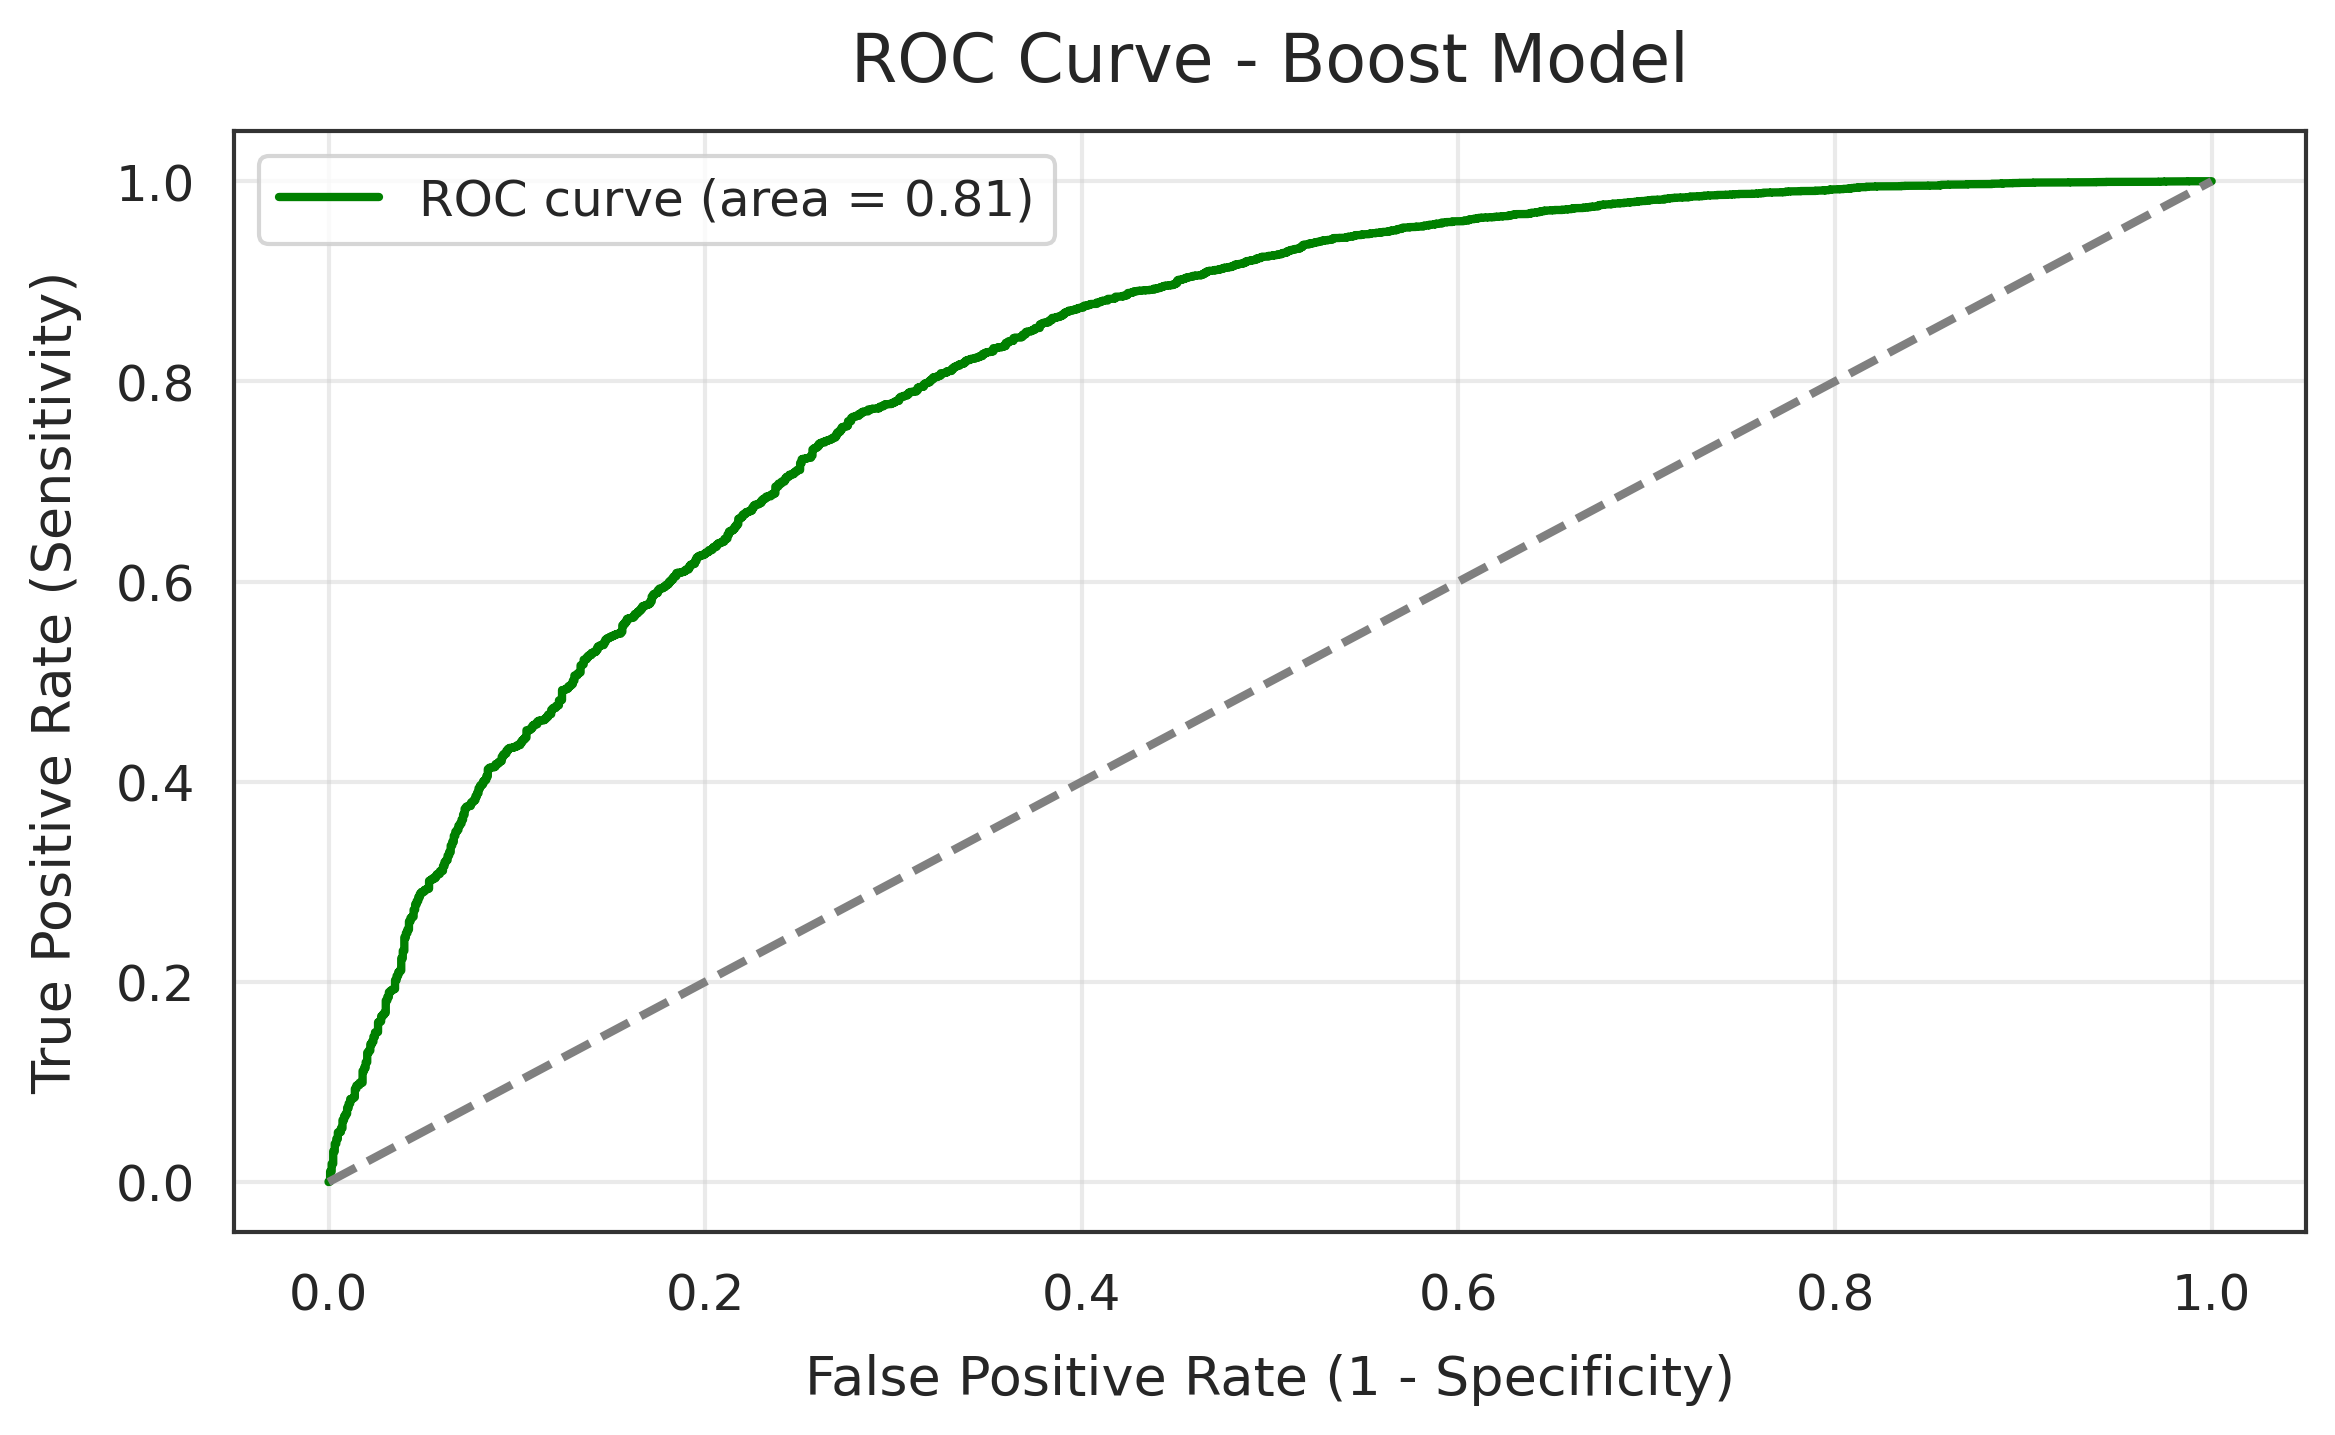 ROC Curve - Boost Model
ROC curve (area = 0.81)
True Positive Rate (Sensitivity)
1.0
0.8
0.6
0.4
0.2
0.0
0.0 0.2 0.4 0.6 0.8 1.0
False Positive Rate (1 - Specificity)